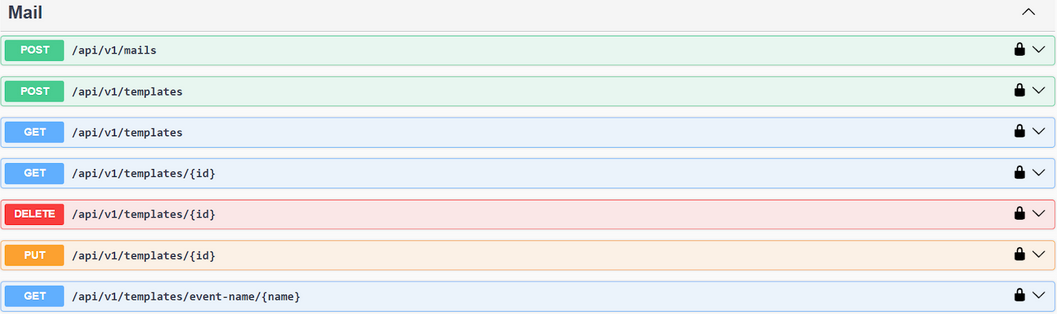 Mail
POST /api/v1/mails
POST /api/v1/templates
GET /api/v1/templates
GET /api/v1/templates/{id}
DELETE /api/v1/templates/{id}
PUT /api/v1/templates/{id}
GET /api/v1/templates/event-name/{name}